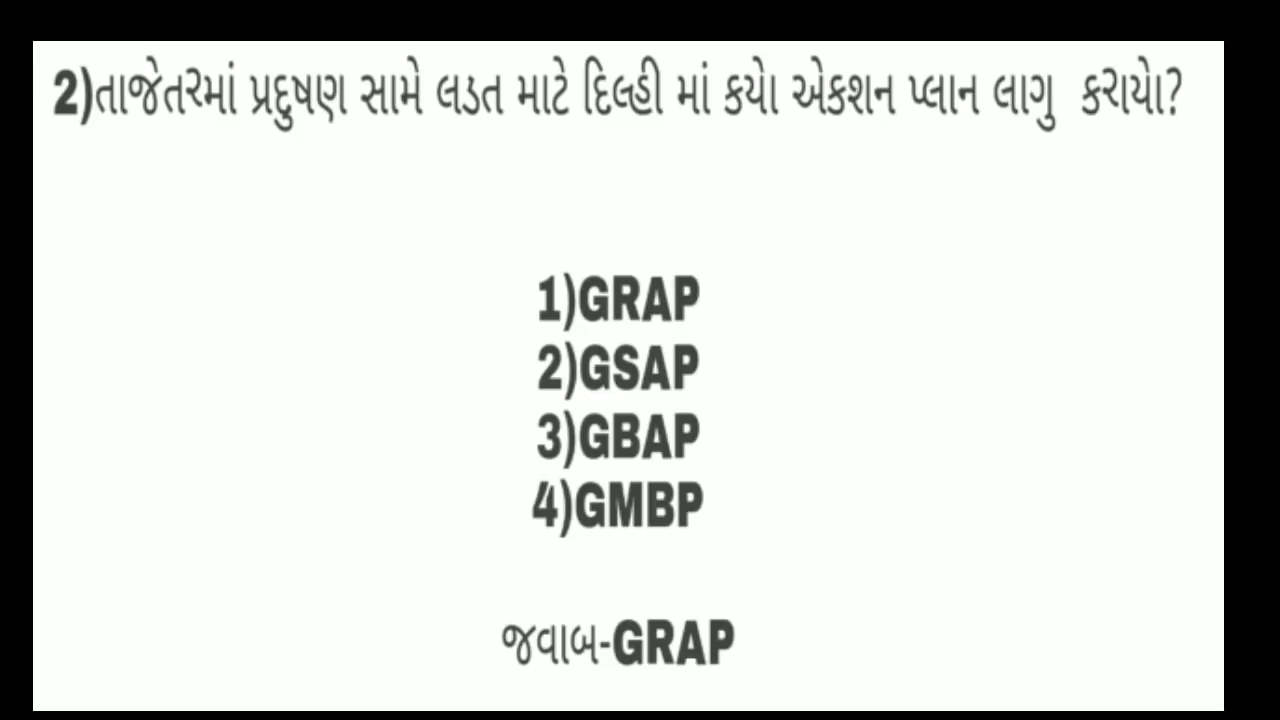 2)તાજેતરમાં પ્રદુષણ સામે લડત માટે દિલ્હી માં કયો એકશન પ્લાન લાગુ કરાયો?
1)GRAP
2)GSAP
3)GBAP
4)GMBP
જવાબ-GRAP